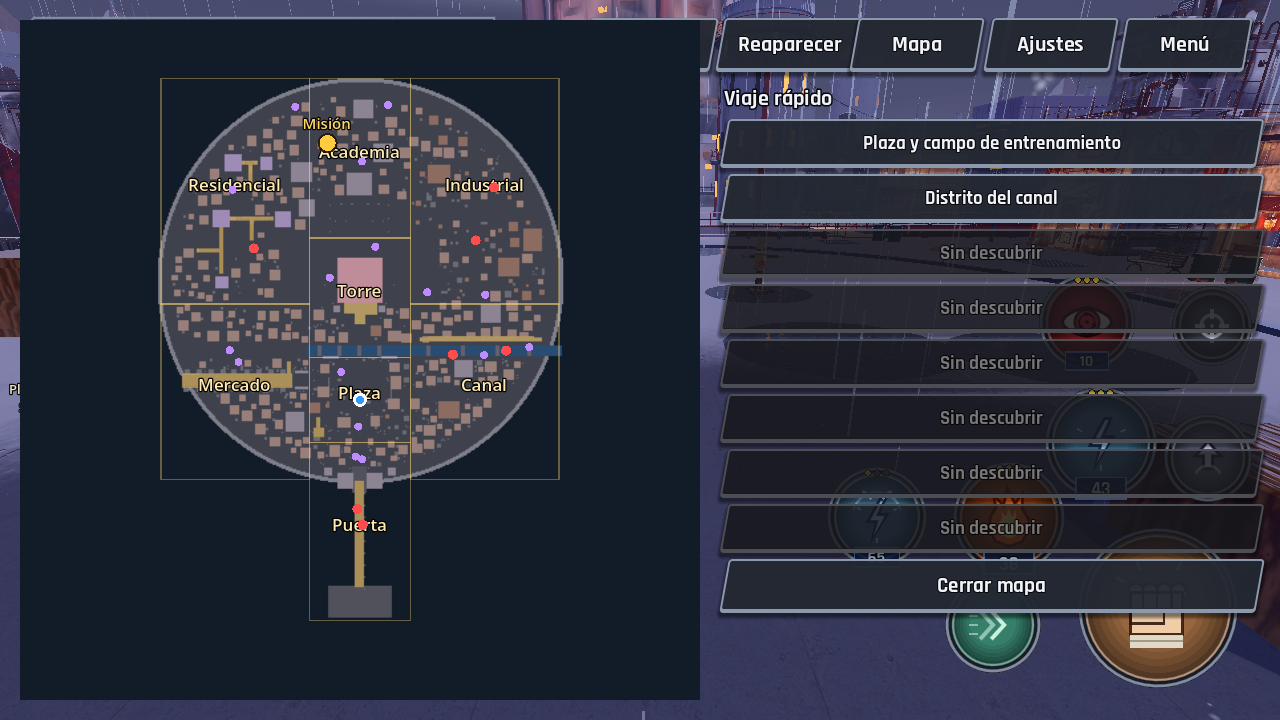 Reaparecer
Mapa
Ajustes
Menú
Viaje rápido
Plaza y campo de entrenamiento
Distrito del canal
Sin descubrir
Sin descubrir
Sin descubrir
Sin descubrir
Sin descubrir
Sin descubrir
Cerrar mapa
Misión
Academia
Residencial
Industrial
Torre
Mercado
Plaza
Canal
Puerta
10
43
55
36